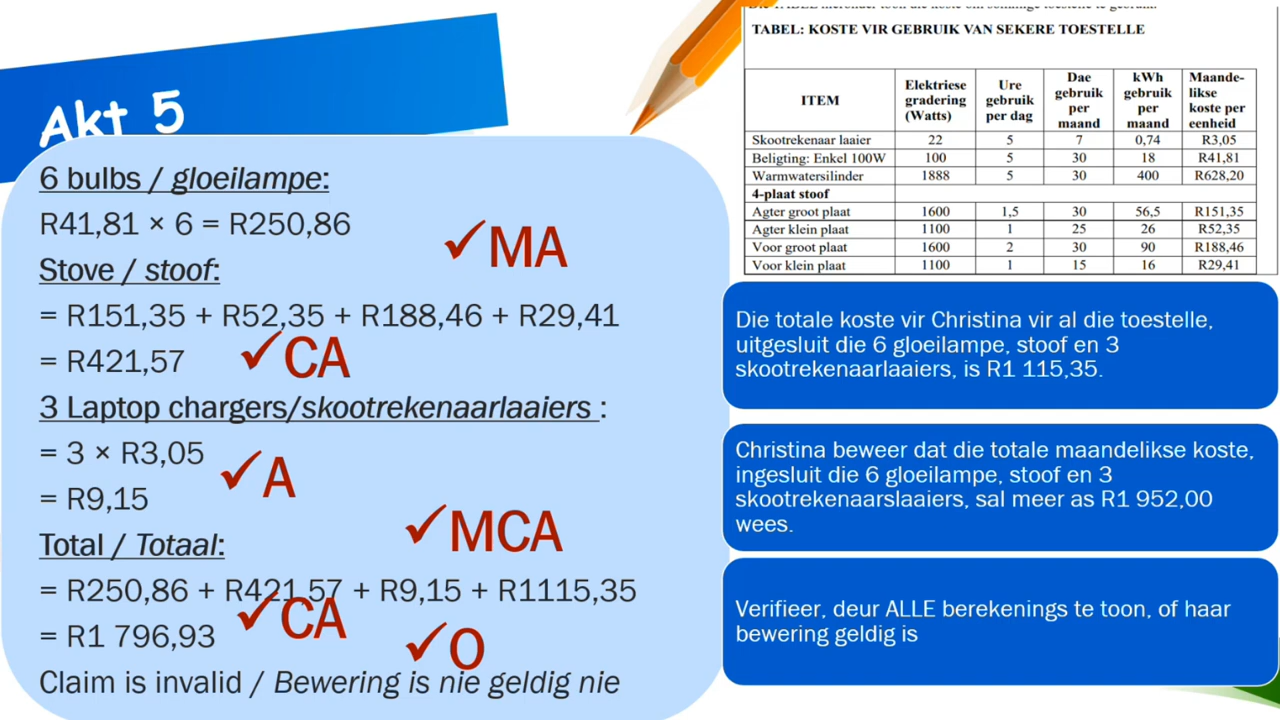 Akt 5
6 bulbs / gloeilampe:
R41,81 × 6 = R250,86
✓MA
Stove / stoof:
= R151,35 + R52,35 + R188,46 + R29,41
= R421,57
✓CA
3 Laptop chargers/skootrekenaarlaaiers :
= 3 × R3,05
✓A
= R9,15
✓MCA
Total / Totaal:
= R250,86 + R421,57 + R9,15 + R1115,35
= R1 796,93
✓CA
✓O
Claim is invalid / Bewering is nie geldig nie
TABEL: KOSTE VIR GEBRUIK VAN SEKERE TOESTELLE
ITEM | Elektriese gradering (Watts) | Ure gebruik per dag | Dae gebruik per maand | kWh gebruik per maand | Maande-likse koste per eenheid
Skootrekenaar laaier | 22 | 5 | 7 | 0,74 | R3,05
Beligting: Enkel 100W | 100 | 5 | 30 | 18 | R41,81
Warmwatersilinder | 1888 | 5 | 30 | 400 | R628,20
4-plaat stoof
Agter groot plaat | 1600 | 1,5 | 30 | 56,5 | R151,35
Agter klein plaat | 1100 | 1 | 25 | 26 | R52,35
Voor groot plaat | 1600 | 2 | 30 | 90 | R188,46
Voor klein plaat | 1100 | 1 | 15 | 16 | R29,41
Die totale koste vir Christina vir al die toestelle,
uitgesluit die 6 gloeilampe, stoof en 3
skootrekenaarlaaiers, is R1 115,35.
Christina beweer dat die totale maandelikse koste,
ingesluit die 6 gloeilampe, stoof en 3
skootrekenaarslaaiers, sal meer as R1 952,00
wees.
Verifieer, deur ALLE berekenings te toon, of haar
bewering geldig is